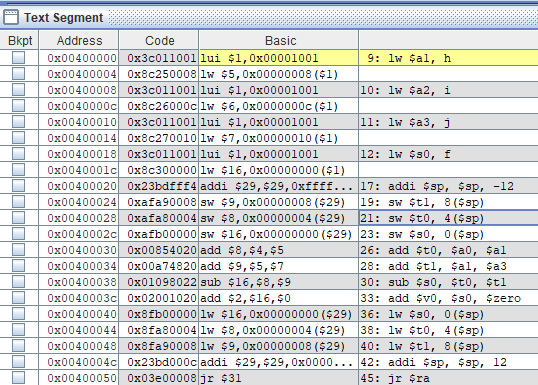 Text Segment
Bkpt Address Code Basic
0x00400000 0x3c011001 lui $1,0x00001001 9: lw $a1, h
0x00400004 0x8c250008 lw $5,0x00000008($1)
0x00400008 0x3c011001 lui $1,0x00001001 10: lw $a2, i
0x0040000c 0x8c26000c lw $6,0x0000000c($1)
0x00400010 0x3c011001 lui $1,0x00001001 11: lw $a3, j
0x00400014 0x8c270010 lw $7,0x00000010($1)
0x00400018 0x3c011001 lui $1,0x00001001 12: lw $s0, f
0x0040001c 0x8c300000 lw $16,0x00000000($1)
0x00400020 0x23bdfff4 addi $29,$29,0xffff... 17: addi $sp, $sp, -12
0x00400024 0xafa90008 sw $9,0x00000008($29) 19: sw $t1, 8($sp)
0x00400028 0xafa80004 sw $8,0x00000004($29) 21: sw $t0, 4($sp)
0x0040002c 0xafb00000 sw $16,0x00000000($29) 23: sw $s0, 0($sp)
0x00400030 0x00854020 add $8,$4,$5 26: add $t0, $a0, $a1
0x00400034 0x00a74820 add $9,$5,$7 28: add $t1, $a1, $a3
0x00400038 0x01098022 sub $16,$8,$9 30: sub $s0, $t0, $t1
0x0040003c 0x02001020 add $2,$16,$0 33: add $v0, $s0, $zero
0x00400040 0x8fb00000 lw $16,0x00000000($29) 36: lw $s0, 0($sp)
0x00400044 0x8fa80004 lw $8,0x00000004($29) 38: lw $t0, 4($sp)
0x00400048 0x8fa90008 lw $9,0x00000008($29) 40: lw $t1, 8($sp)
0x0040004c 0x23bd000c addi $29,$29,0x0000... 42: addi $sp, $sp, 12
0x00400050 0x03e00008 jr $31 45: jr $ra